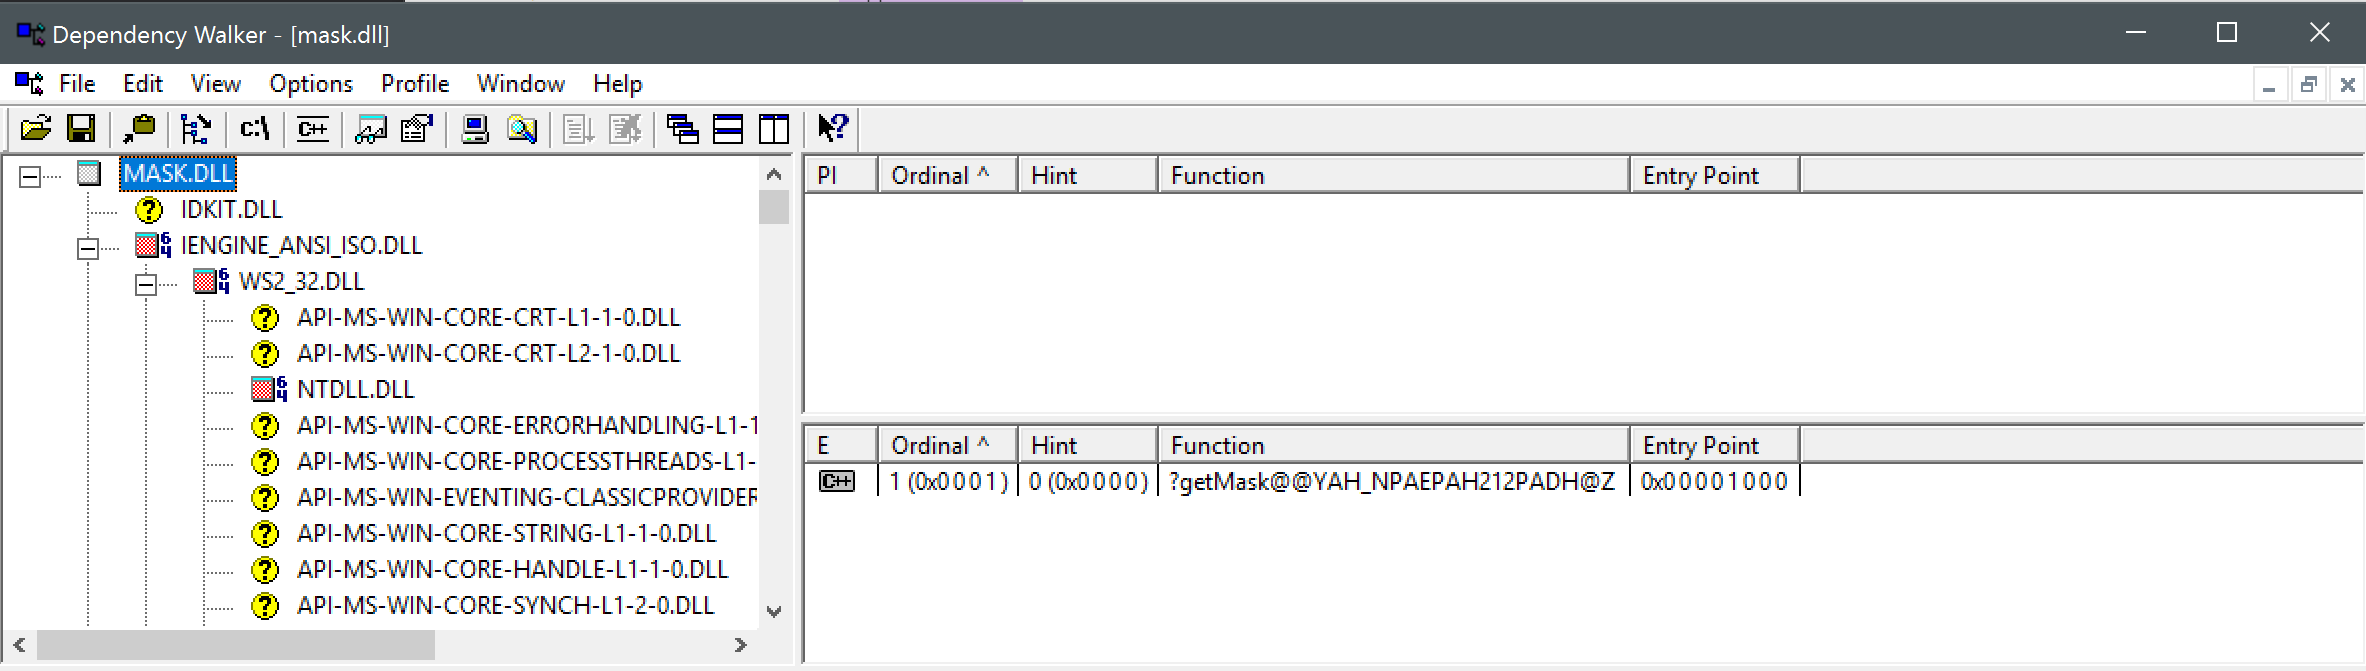 Dependency Walker - [mask.dll]
File Edit View Options Profile Window Help
C:\ C++
MASK.DLL
IDKIT.DLL
64 IENGINE_ANSI_ISO.DLL
64 WS2_32.DLL
API-MS-WIN-CORE-CRT-L1-1-0.DLL
API-MS-WIN-CORE-CRT-L2-1-0.DLL
64 NTDLL.DLL
API-MS-WIN-CORE-ERRORHANDLING-L1-1
API-MS-WIN-CORE-PROCESSTHREADS-L1-
API-MS-WIN-EVENTING-CLASSICPROVIDER
API-MS-WIN-CORE-STRING-L1-1-0.DLL
API-MS-WIN-CORE-HANDLE-L1-1-0.DLL
API-MS-WIN-CORE-SYNCH-L1-2-0.DLL
PI Ordinal ^ Hint Function Entry Point
E Ordinal ^ Hint Function Entry Point
C++ 1 (0x0001) 0 (0x0000) ?getMask@@YAH_NPAEPAH212PADH@Z 0x00001000